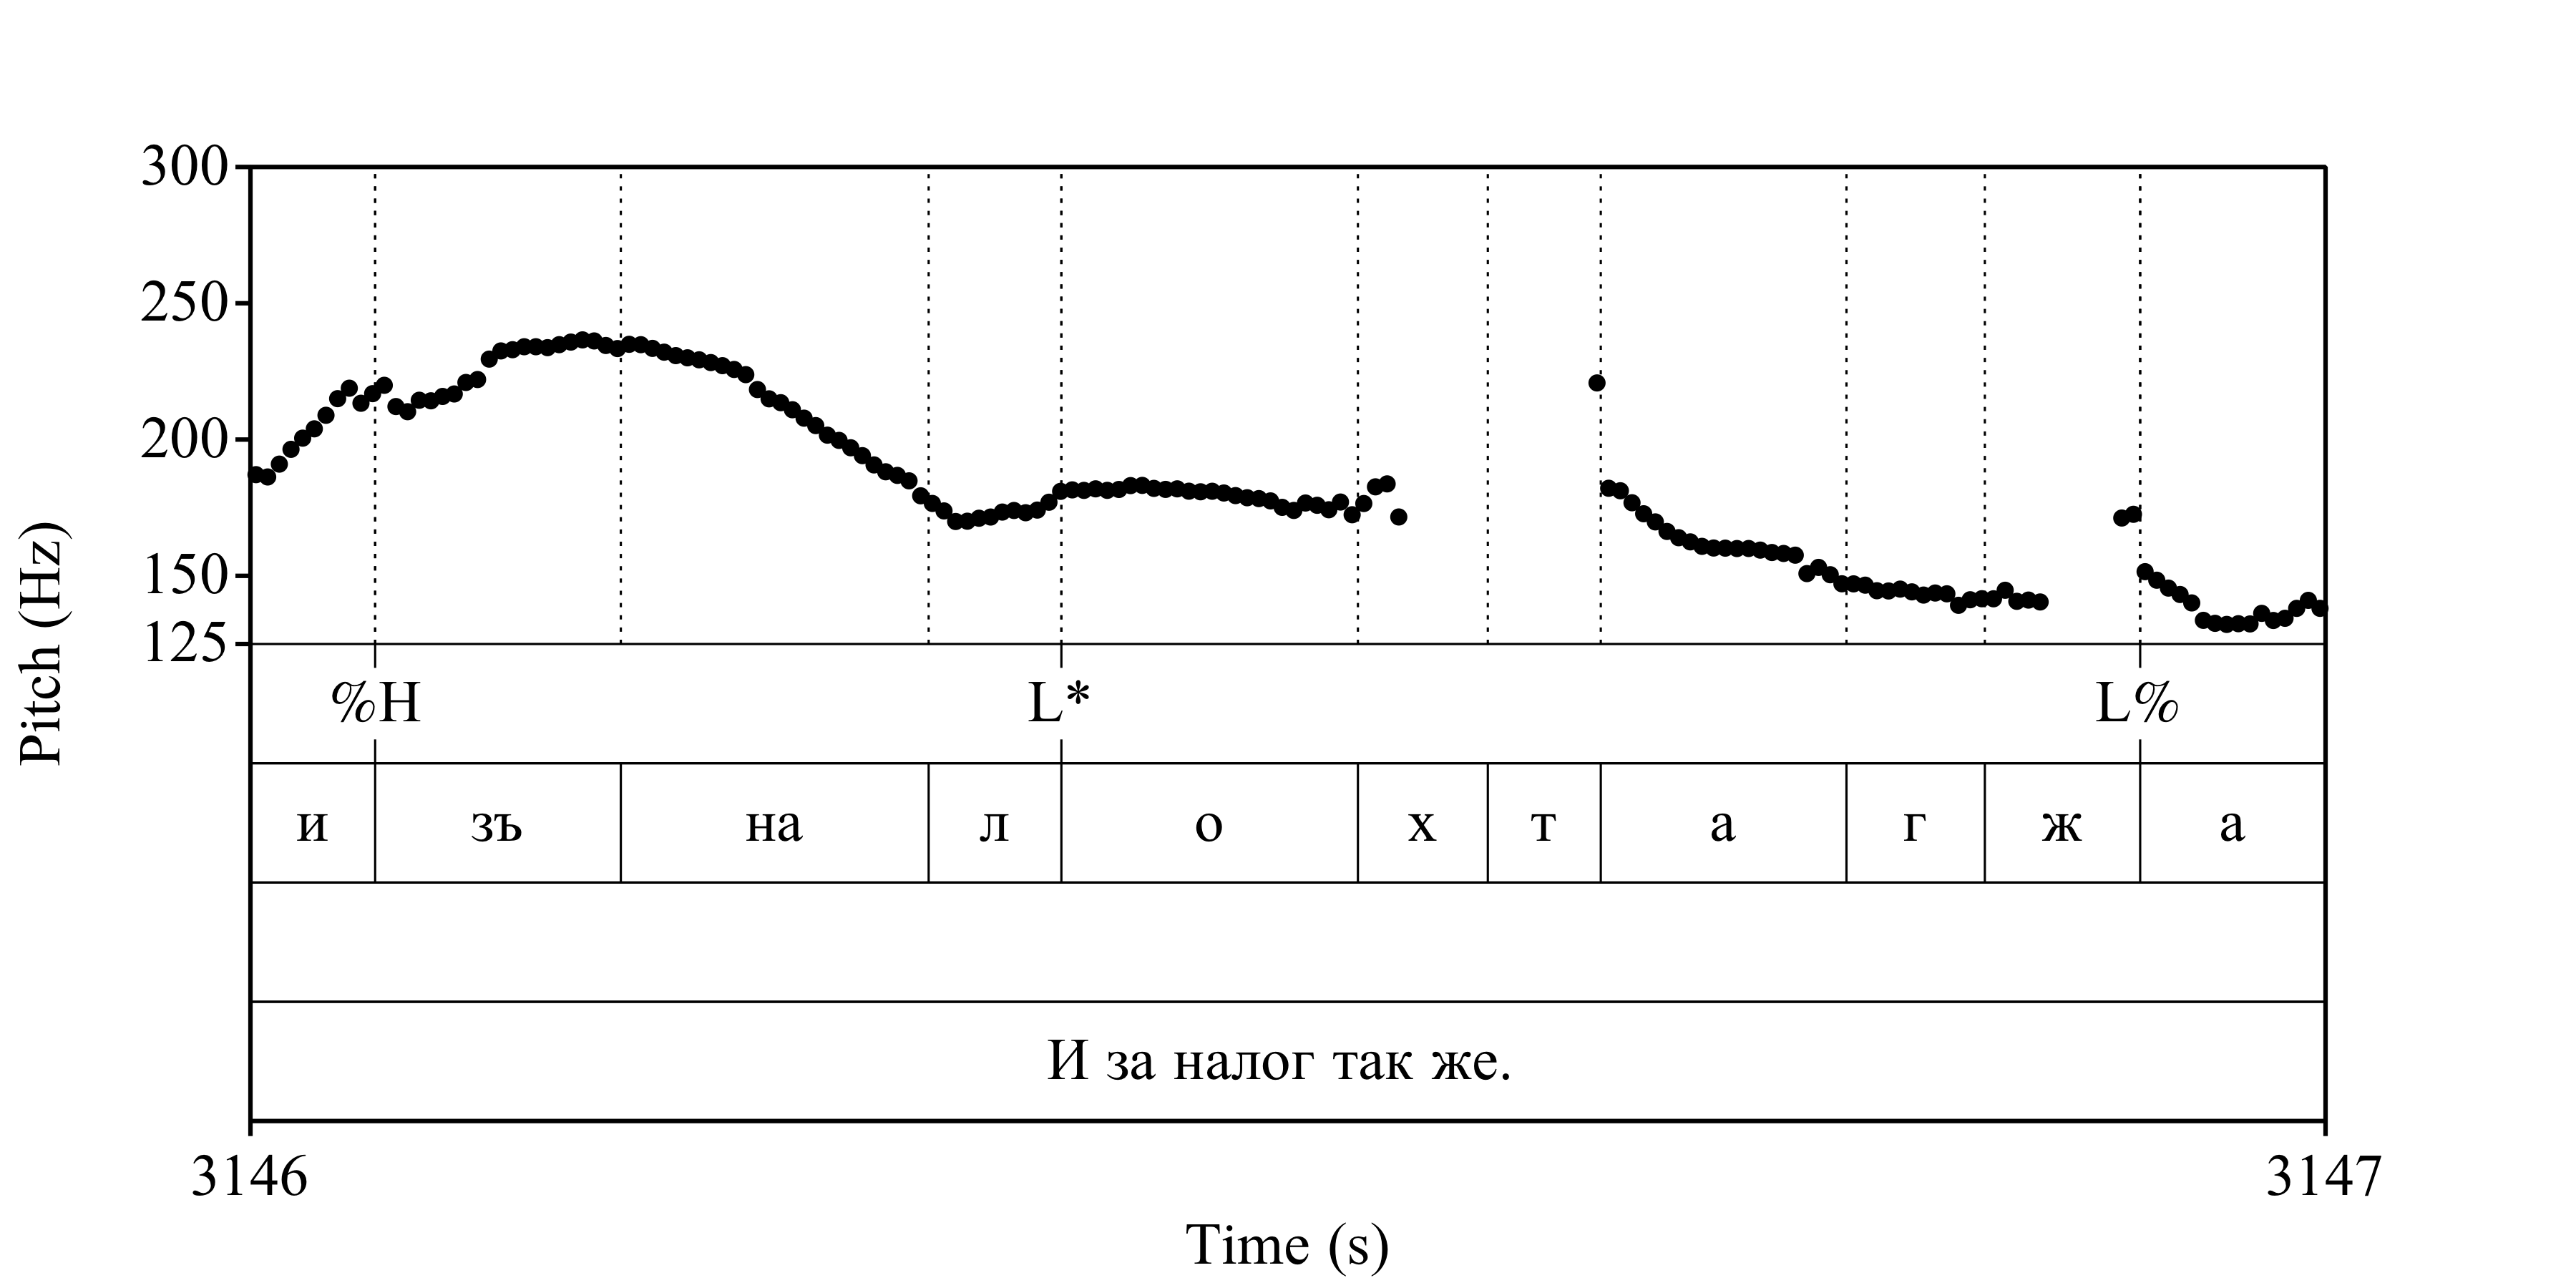 300
250
200
150
125
Pitch (Hz)
%H L* L%
и зъ на л о х т а г ж а
И за налог так же.
3146 3147
Time (s)